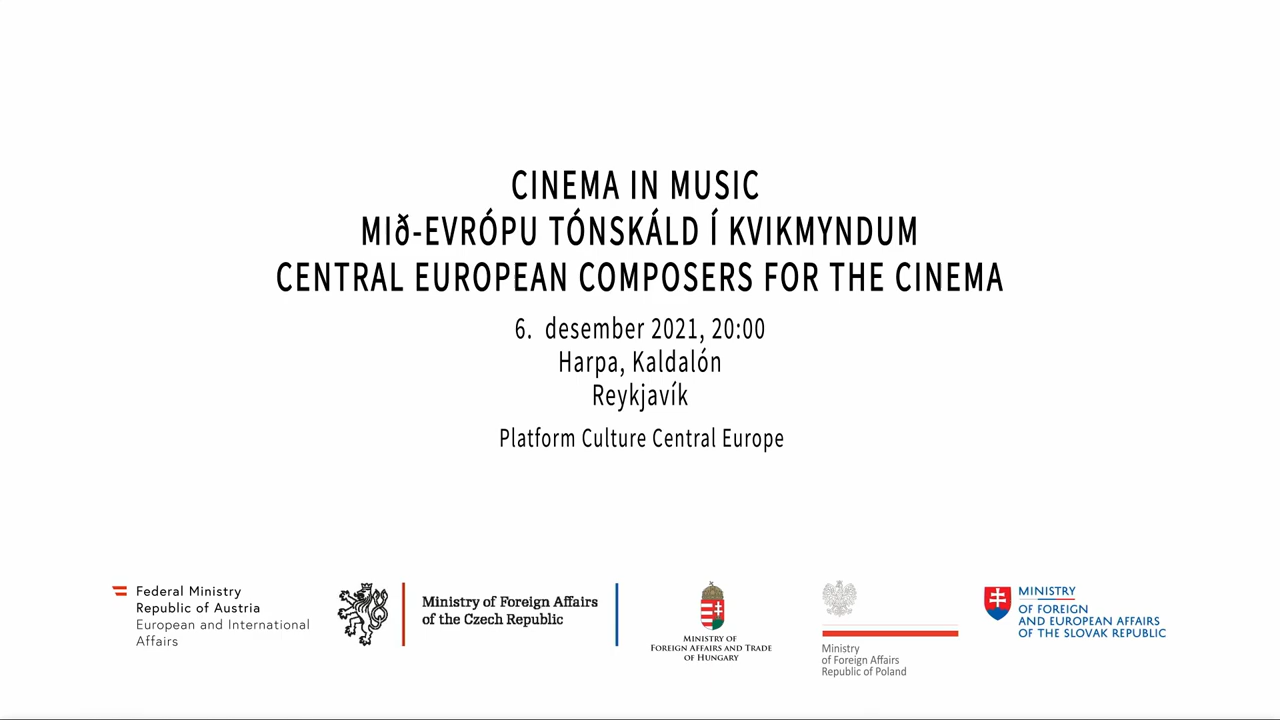 CINEMA IN MUSIC
MIð-EVRÓPU TÓNSKÁLD Í KVIKMYNDUM
CENTRAL EUROPEAN COMPOSERS FOR THE CINEMA
6. desember 2021, 20:00
Harpa, Kaldalón
Reykjavík
Platform Culture Central Europe
Federal Ministry
Republic of Austria
European and International
Affairs
Ministry of Foreign Affairs
of the Czech Republic
MINISTRY OF
FOREIGN AFFAIRS AND TRADE
OF HUNGARY
Ministry
of Foreign Affairs
Republic of Poland
MINISTRY
OF FOREIGN
AND EUROPEAN AFFAIRS
OF THE SLOVAK REPUBLIC